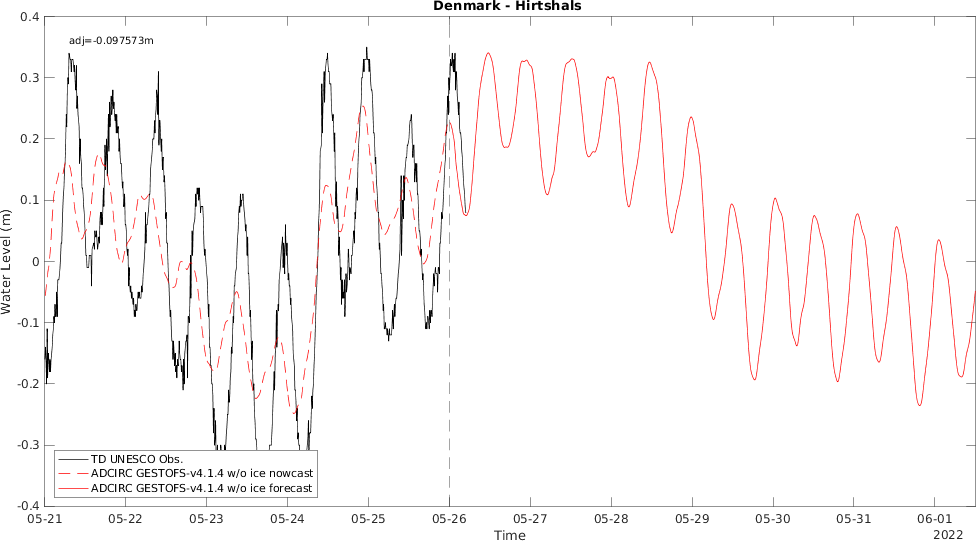 Denmark - Hirtshals
adj=-0.097573m
0.4
0.3
0.2
0.1
0
-0.1
-0.2
-0.3
-0.4
Water Level (m)
TD UNESCO Obs.
ADCIRC GESTOFS-v4.1.4 w/o ice nowcast
ADCIRC GESTOFS-v4.1.4 w/o ice forecast
05-21 05-22 05-23 05-24 05-25 05-26 05-27 05-28 05-29 05-30 05-31 06-01
Time
2022